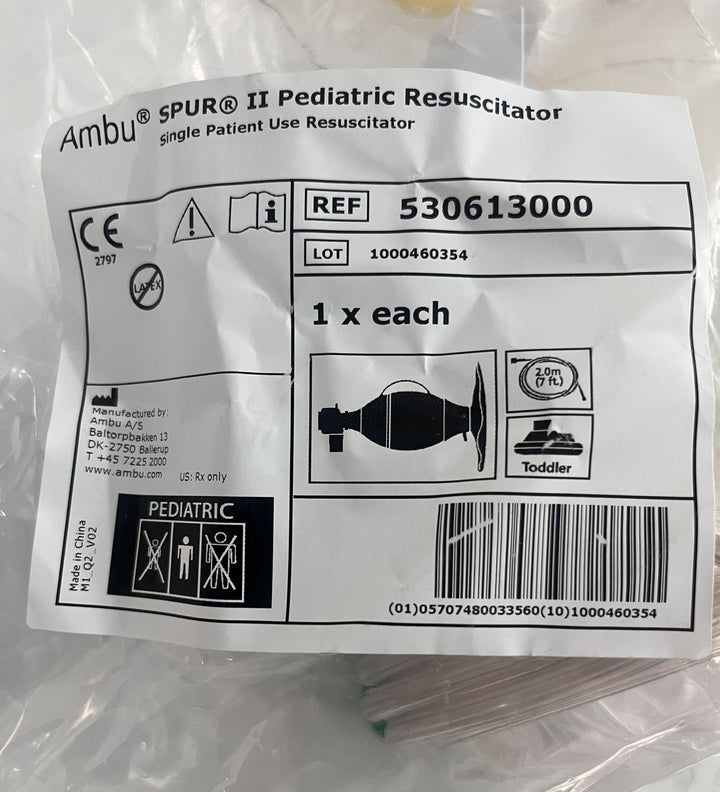 Ambu® SPUR® II Pediatric Resuscitator
Single Patient Use Resuscitator
CE
2797
LATEX
REF 530613000
LOT 1000460354
1 x each
2.0m
(7 ft.)
Toddler
Manufactured by:
Ambu A/S
Baltorpbakken 13
DK-2750 Ballerup
T +45 7225 2000
www.ambu.com US: Rx only
PEDIATRIC
Made in China
M1_Q2_V02
(01)05707480033560(10)1000460354